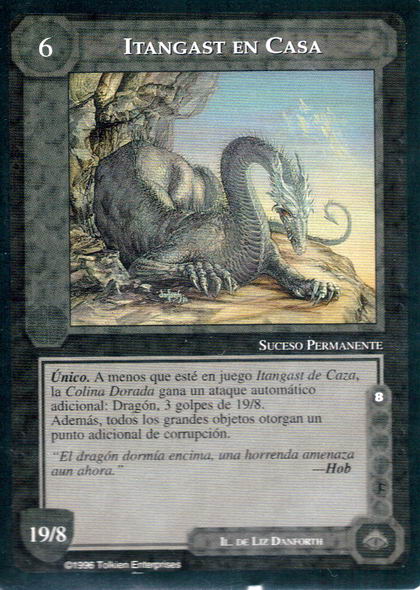 6
ITANGAST EN CASA
SUCESO PERMANENTE
Único. A menos que esté en juego Itangast de Caza,
la Colina Dorada gana un ataque automático
adicional: Dragón, 3 golpes de 19/8.
Además, todos los grandes objetos otorgan un
punto adicional de corrupción.
8
“El dragón dormía encima, una horrenda amenaza
aun ahora.” —Hob
19/8
IL. DE LIZ DANFORTH
©1996 Tolkien Enterprises